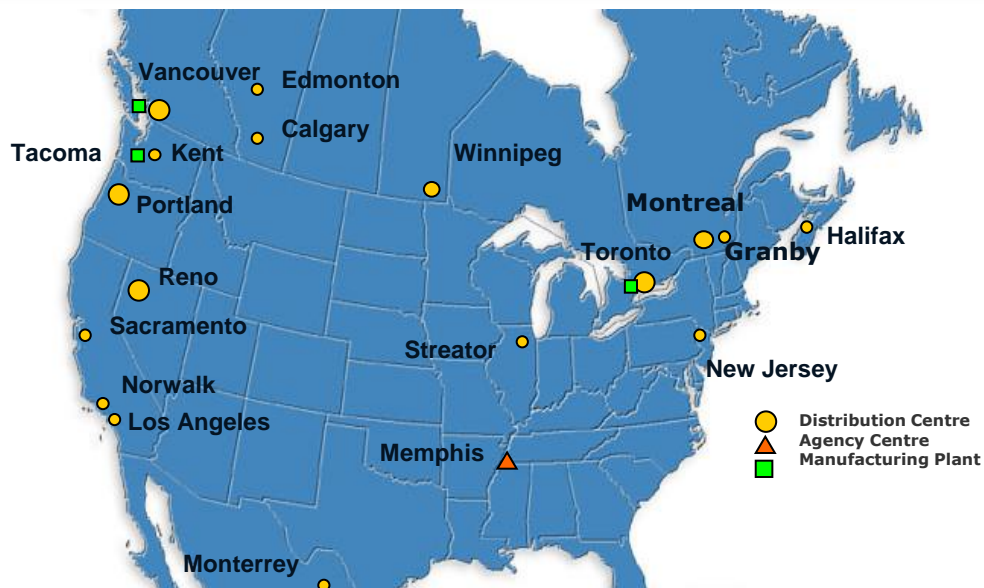 Vancouver
Edmonton
Calgary
Tacoma
Kent
Winnipeg
Portland
Montreal
Halifax
Toronto
Granby
Reno
Sacramento
Streator
New Jersey
Norwalk
Los Angeles
Memphis
Distribution Centre
Agency Centre
Manufacturing Plant
Monterrey